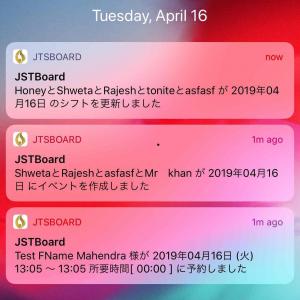 Tuesday, April 16
JTSBOARD now
JSTBoard
HoneyとShwetaとRajeshとtoniteとasfasf が 2019年04
月16日 のシフトを更新しました
JTSBOARD 1m ago
JSTBoard
ShwetaとRajeshとasfasfとMr　khan が 2019年04月16
日 にイベントを作成しました
JTSBOARD 1m ago
JSTBoard
Test FName Mahendra 様が 2019年04月16日 (火)
13:05 〜 13:05 所要時間[ 00:00 ] に予約しました